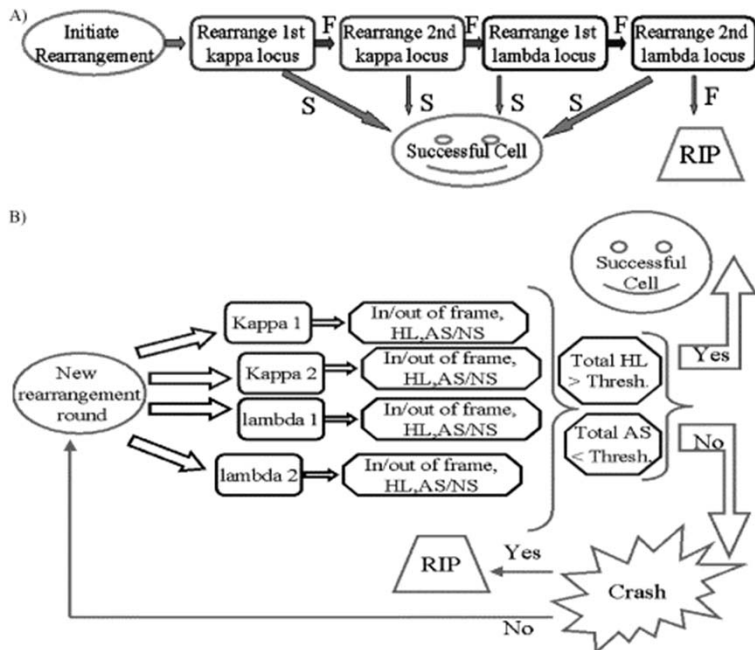 A)
Initiate
Rearrangement
Rearrange 1st
kappa locus
F
Rearrange 2nd
kappa locus
F
Rearrange 1st
lambda locus
F
Rearrange 2nd
lambda locus
S
S
S
S
F
Successful Cell
RIP
B)
Successful
Cell
Kappa 1
In/out of frame,
HL,AS/NS
New
rearrangement
round
Kappa 2
In/out of frame,
HL,AS/NS
lambda 1
In/out of frame,
HL,AS/NS
lambda 2
In/out of frame,
HL,AS/NS
Total HL
> Thresh.
Total AS
< Thresh.
Yes
No
RIP
Yes
Crash
No